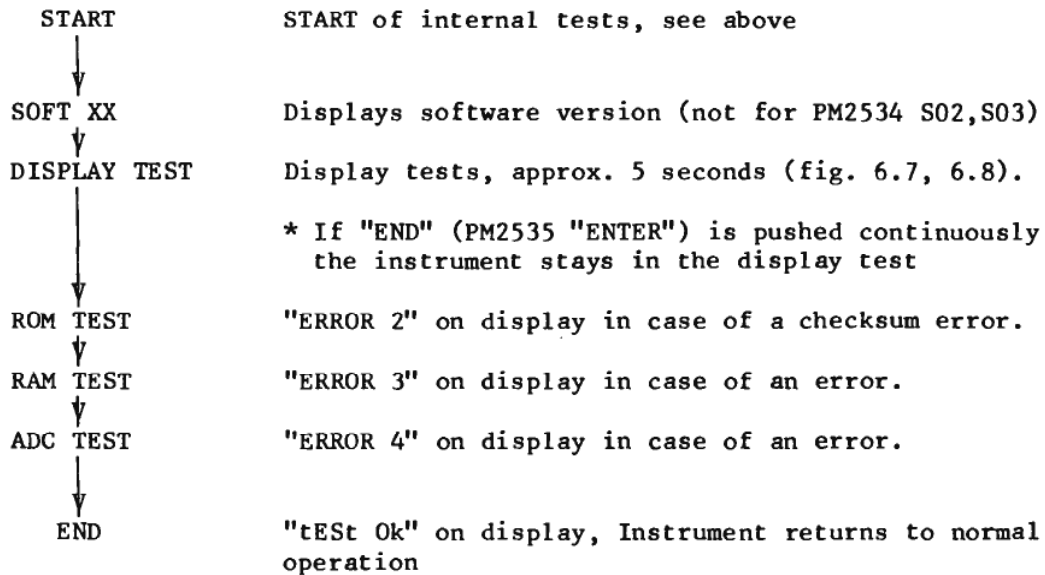 START START of internal tests, see above
SOFT XX Displays software version (not for PM2534 S02,S03)
DISPLAY TEST Display tests, approx. 5 seconds (fig. 6.7, 6.8).
* If "END" (PM2535 "ENTER") is pushed continuously
the instrument stays in the display test
ROM TEST "ERROR 2" on display in case of a checksum error.
RAM TEST "ERROR 3" on display in case of an error.
ADC TEST "ERROR 4" on display in case of an error.
END "tESt Ok" on display, Instrument returns to normal
operation